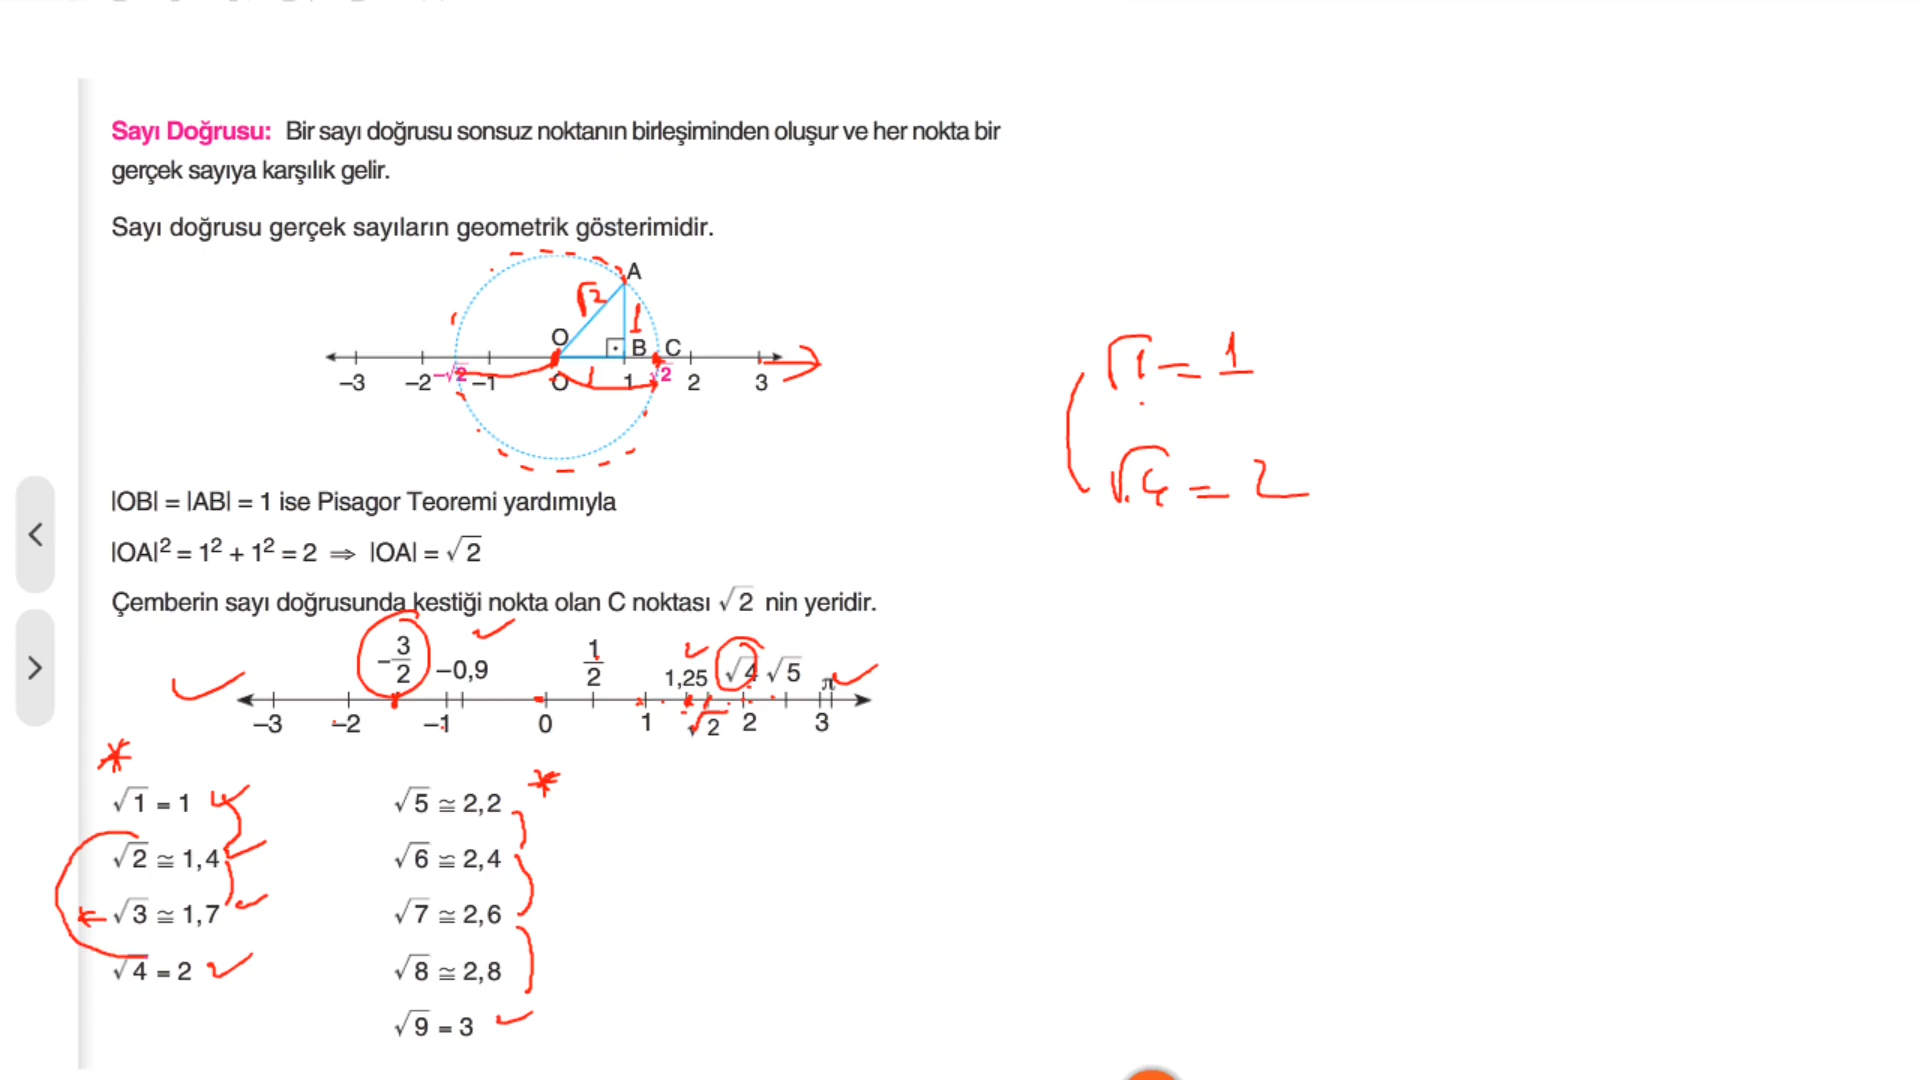 Sayı Doğrusu: Bir sayı doğrusu sonsuz noktanın birleşiminden oluşur ve her nokta bir
gerçek sayıya karşılık gelir.
Sayı doğrusu gerçek sayıların geometrik gösterimidir.
A
√2
1
O B C
–3 –2 –√2 –1 0 1 1 √2 2 3
|OB| = |AB| = 1 ise Pisagor Teoremi yardımıyla
|OA|² = 1² + 1² = 2 ⇒ |OA| = √2
Çemberin sayı doğrusunda kestiği nokta olan C noktası √2 nin yeridir.
–3/2 –0,9 1/2 1,25 √4 √5 π
–3 –2 –1 0 1 √2 2 3
*
*
√1 = 1
√2 ≅ 1,4
√3 ≅ 1,7
√4 = 2
√5 ≅ 2,2
√6 ≅ 2,4
√7 ≅ 2,6
√8 ≅ 2,8
√9 = 3
√1 = 1
√4 = 2